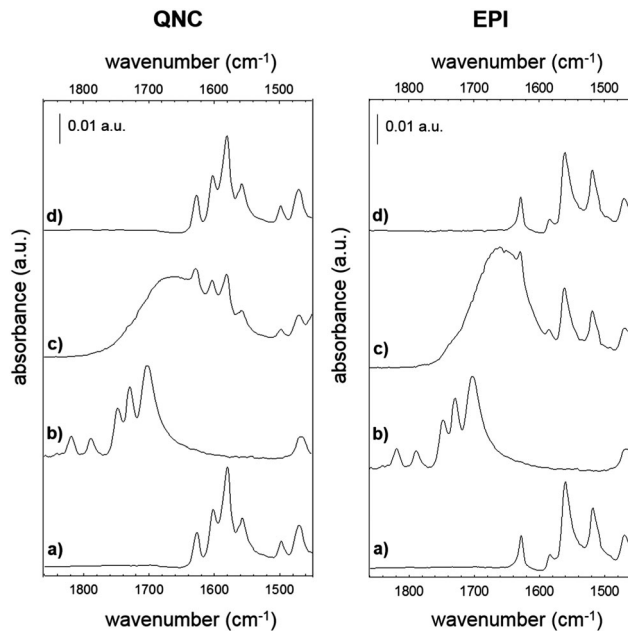 QNC
wavenumber (cm⁻¹)
1800 1700 1600 1500
0.01 a.u.
absorbance (a.u.)
d)
c)
b)
a)
1800 1700 1600 1500
wavenumber (cm⁻¹)
EPI
wavenumber (cm⁻¹)
1800 1700 1600 1500
0.01 a.u.
absorbance (a.u.)
d)
c)
b)
a)
1800 1700 1600 1500
wavenumber (cm⁻¹)